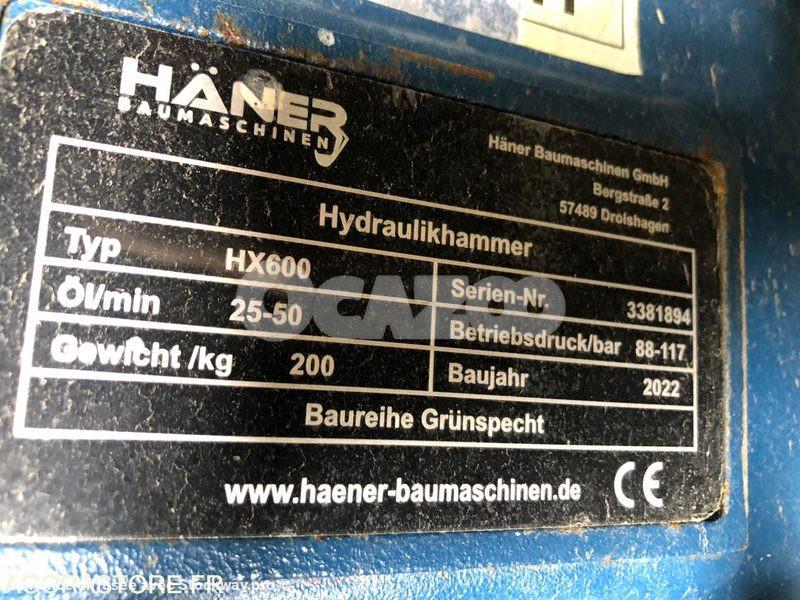 HÄNER
BAUMASCHINEN
Häner Baumaschinen GmbH
Bergstraße 2
57489 Drolshagen
Hydraulikhammer
Typ HX600 Serien-Nr. 3381894
Öl/min 25-50 Betriebsdruck/bar 88-117
Gewicht /kg 200 Baujahr 2022
Baureihe Grünspecht
www.haener-baumaschinen.de CE
OCAZOO